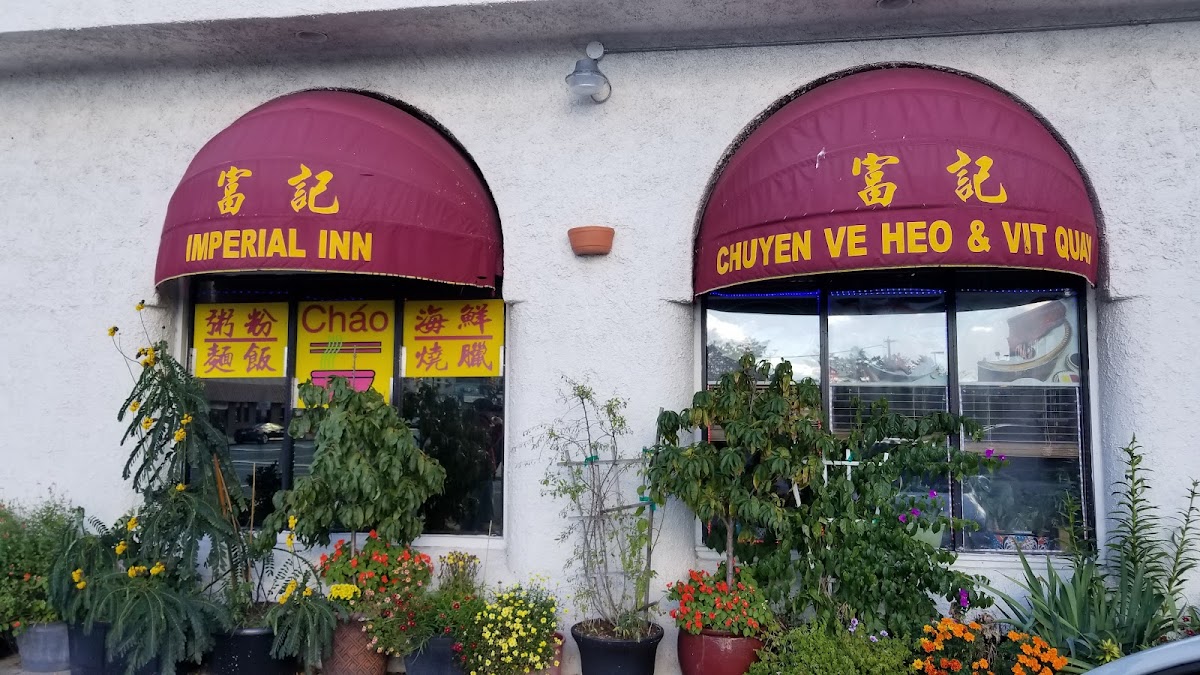 富記
IMPERIAL INN
粥粉
麵飯
Cháo
海鮮
燒臘
富記
CHUYEN VE HEO & VIT QUAY